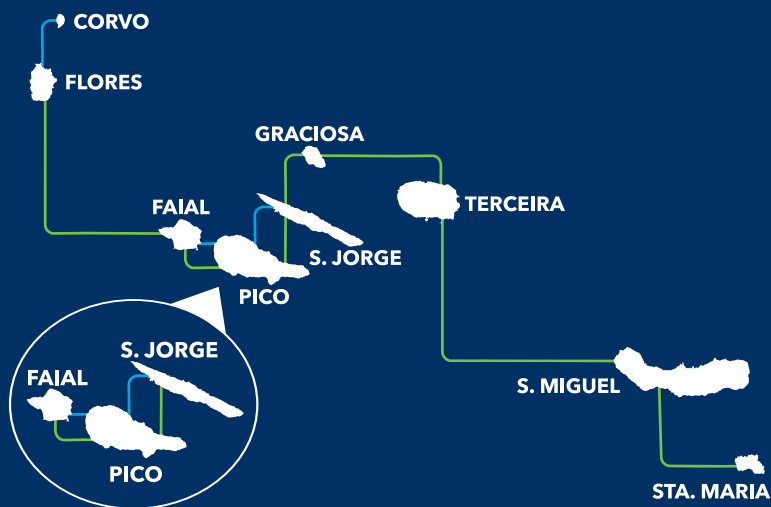 CORVO
FLORES
GRACIOSA
FAIAL
TERCEIRA
S. JORGE
PICO
S. JORGE
FAIAL
S. MIGUEL
PICO
STA. MARIA